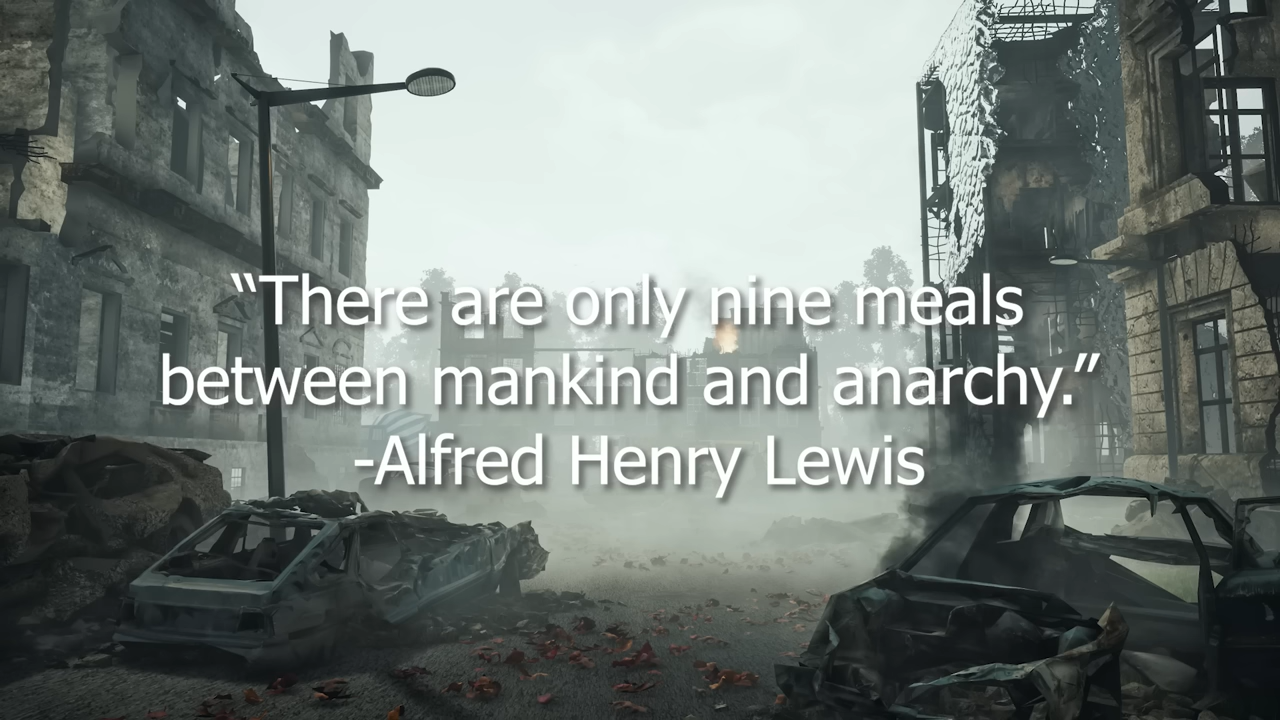 “There are only nine meals
between mankind and anarchy.”
-Alfred Henry Lewis